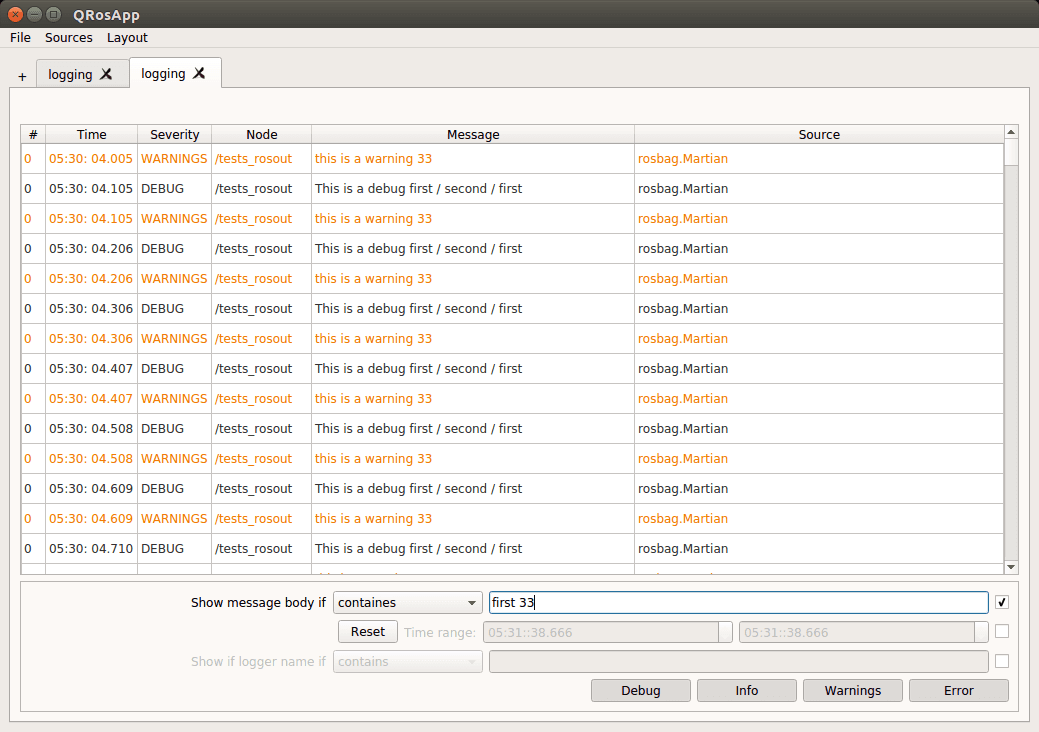 QRosApp
File Sources Layout
+ logging logging
# Time Severity Node Message Source
0 05:30: 04.005 WARNINGS /tests_rosout this is a warning 33 rosbag.Martian
0 05:30: 04.105 DEBUG /tests_rosout This is a debug first / second / first rosbag.Martian
0 05:30: 04.105 WARNINGS /tests_rosout this is a warning 33 rosbag.Martian
0 05:30: 04.206 DEBUG /tests_rosout This is a debug first / second / first rosbag.Martian
0 05:30: 04.206 WARNINGS /tests_rosout this is a warning 33 rosbag.Martian
0 05:30: 04.306 DEBUG /tests_rosout This is a debug first / second / first rosbag.Martian
0 05:30: 04.306 WARNINGS /tests_rosout this is a warning 33 rosbag.Martian
0 05:30: 04.407 DEBUG /tests_rosout This is a debug first / second / first rosbag.Martian
0 05:30: 04.407 WARNINGS /tests_rosout this is a warning 33 rosbag.Martian
0 05:30: 04.508 DEBUG /tests_rosout This is a debug first / second / first rosbag.Martian
0 05:30: 04.508 WARNINGS /tests_rosout this is a warning 33 rosbag.Martian
0 05:30: 04.609 DEBUG /tests_rosout This is a debug first / second / first rosbag.Martian
0 05:30: 04.609 WARNINGS /tests_rosout this is a warning 33 rosbag.Martian
0 05:30: 04.710 DEBUG /tests_rosout This is a debug first / second / first rosbag.Martian
Show message body if containes first 33
Reset Time range: 05:31::38.666 05:31::38.666
Show if logger name if contains
Debug Info Warnings Error